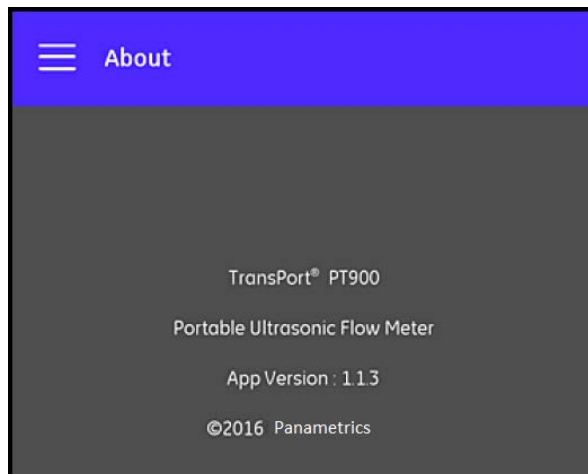 About
TransPort® PT900
Portable Ultrasonic Flow Meter
App Version : 1.1.3
©2016 Panametrics